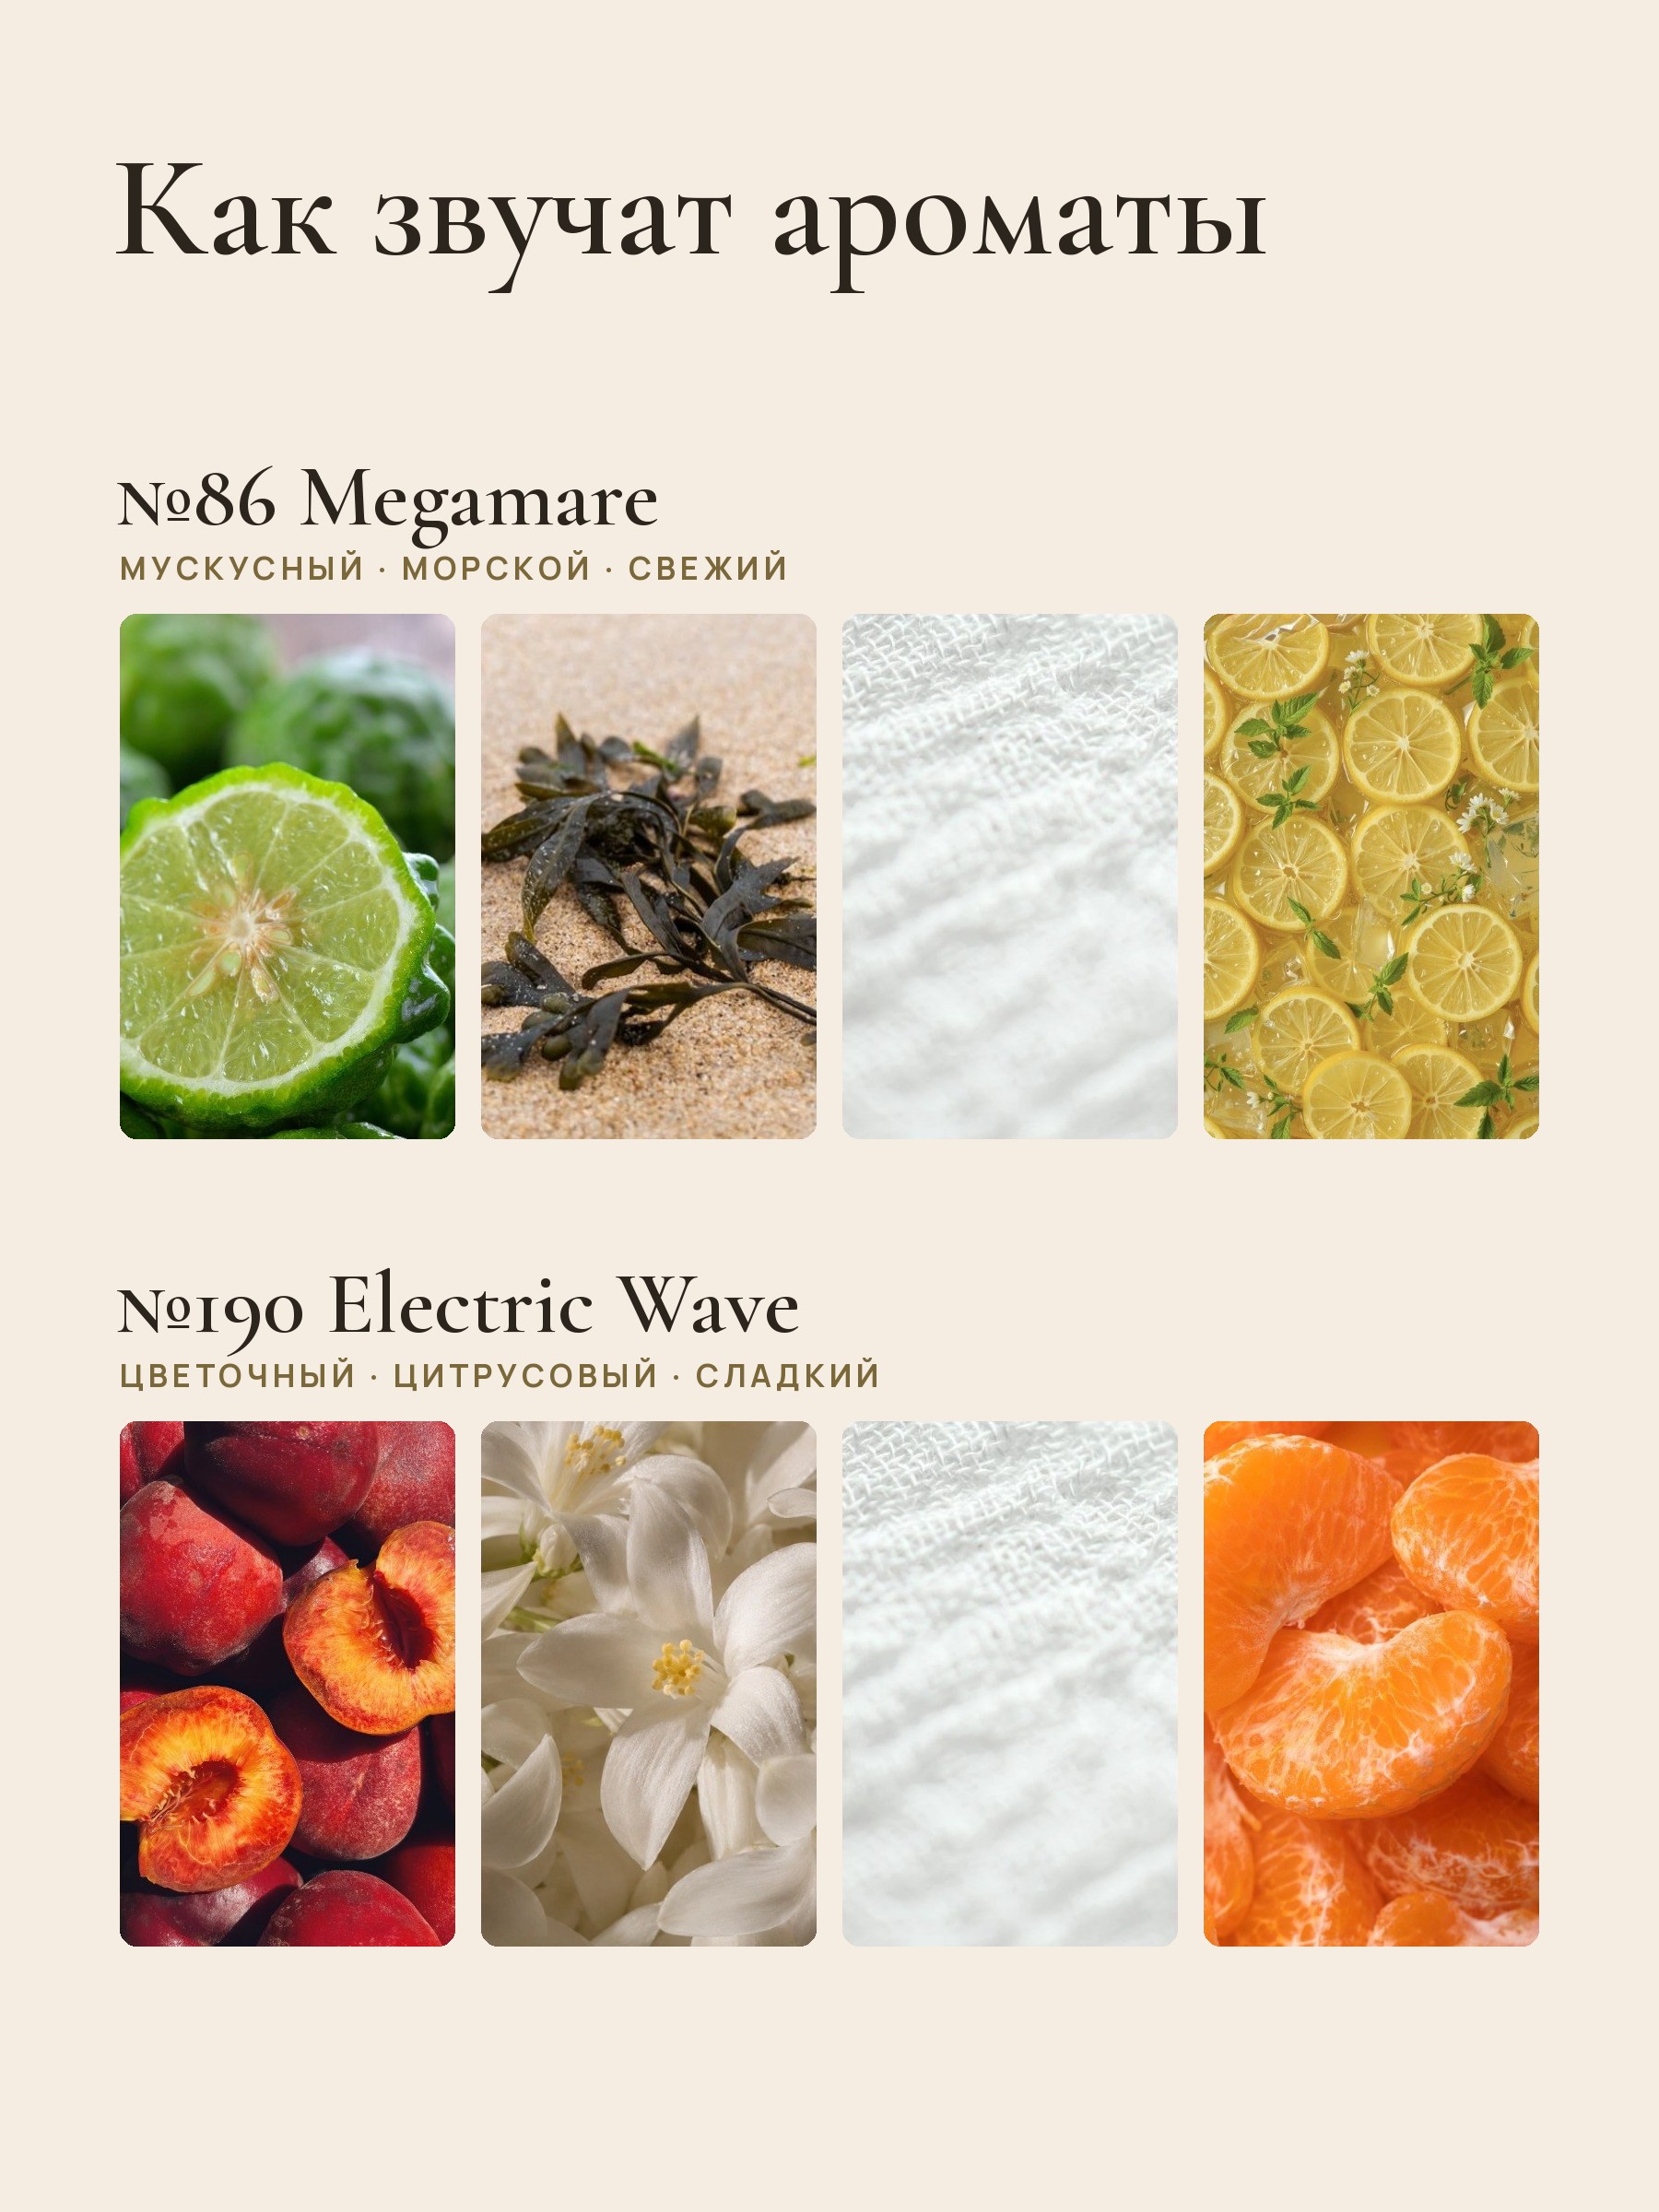 Как звучат ароматы
№86 Megamare
МУСКУСНЫЙ · МОРСКОЙ · СВЕЖИЙ
№190 Electric Wave
ЦВЕТОЧНЫЙ · ЦИТРУСОВЫЙ · СЛАДКИЙ